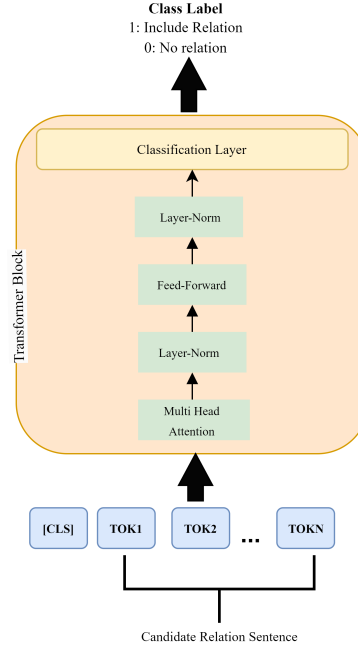 Class Label
1: Include Relation
0: No relation
Classification Layer
Layer-Norm
Feed-Forward
Layer-Norm
Multi Head
Attention
Transformer Block
[CLS] TOK1 TOK2 ... TOKN
Candidate Relation Sentence